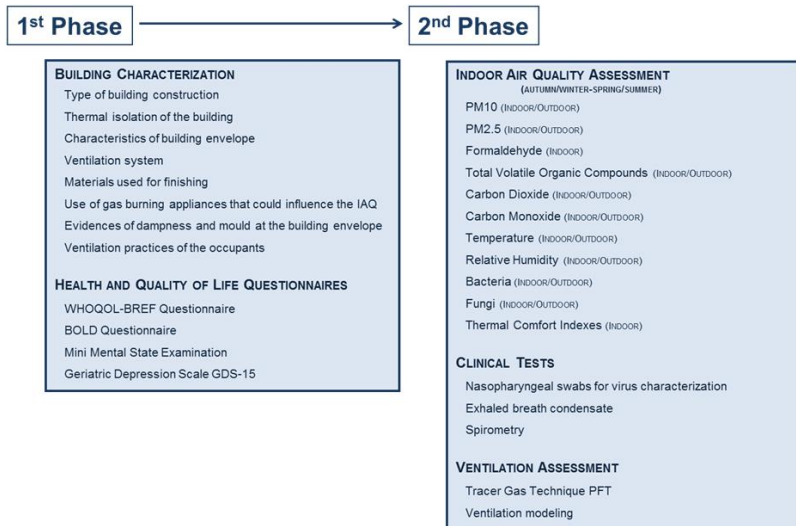 1st Phase
2nd Phase
BUILDING CHARACTERIZATION
Type of building construction
Thermal isolation of the building
Characteristics of building envelope
Ventilation system
Materials used for finishing
Use of gas burning appliances that could influence the IAQ
Evidences of dampness and mould at the building envelope
Ventilation practices of the occupants
HEALTH AND QUALITY OF LIFE QUESTIONNAIRES
WHOQOL-BREF Questionnaire
BOLD Questionnaire
Mini Mental State Examination
Geriatric Depression Scale GDS-15
INDOOR AIR QUALITY ASSESSMENT
(AUTUMN/WINTER-SPRING/SUMMER)
PM10 (INDOOR/OUTDOOR)
PM2.5 (INDOOR/OUTDOOR)
Formaldehyde (INDOOR)
Total Volatile Organic Compounds (INDOOR/OUTDOOR)
Carbon Dioxide (INDOOR/OUTDOOR)
Carbon Monoxide (INDOOR/OUTDOOR)
Temperature (INDOOR/OUTDOOR)
Relative Humidity (INDOOR/OUTDOOR)
Bacteria (INDOOR/OUTDOOR)
Fungi (INDOOR/OUTDOOR)
Thermal Comfort Indexes (INDOOR)
CLINICAL TESTS
Nasopharyngeal swabs for virus characterization
Exhaled breath condensate
Spirometry
VENTILATION ASSESSMENT
Tracer Gas Technique PFT
Ventilation modeling